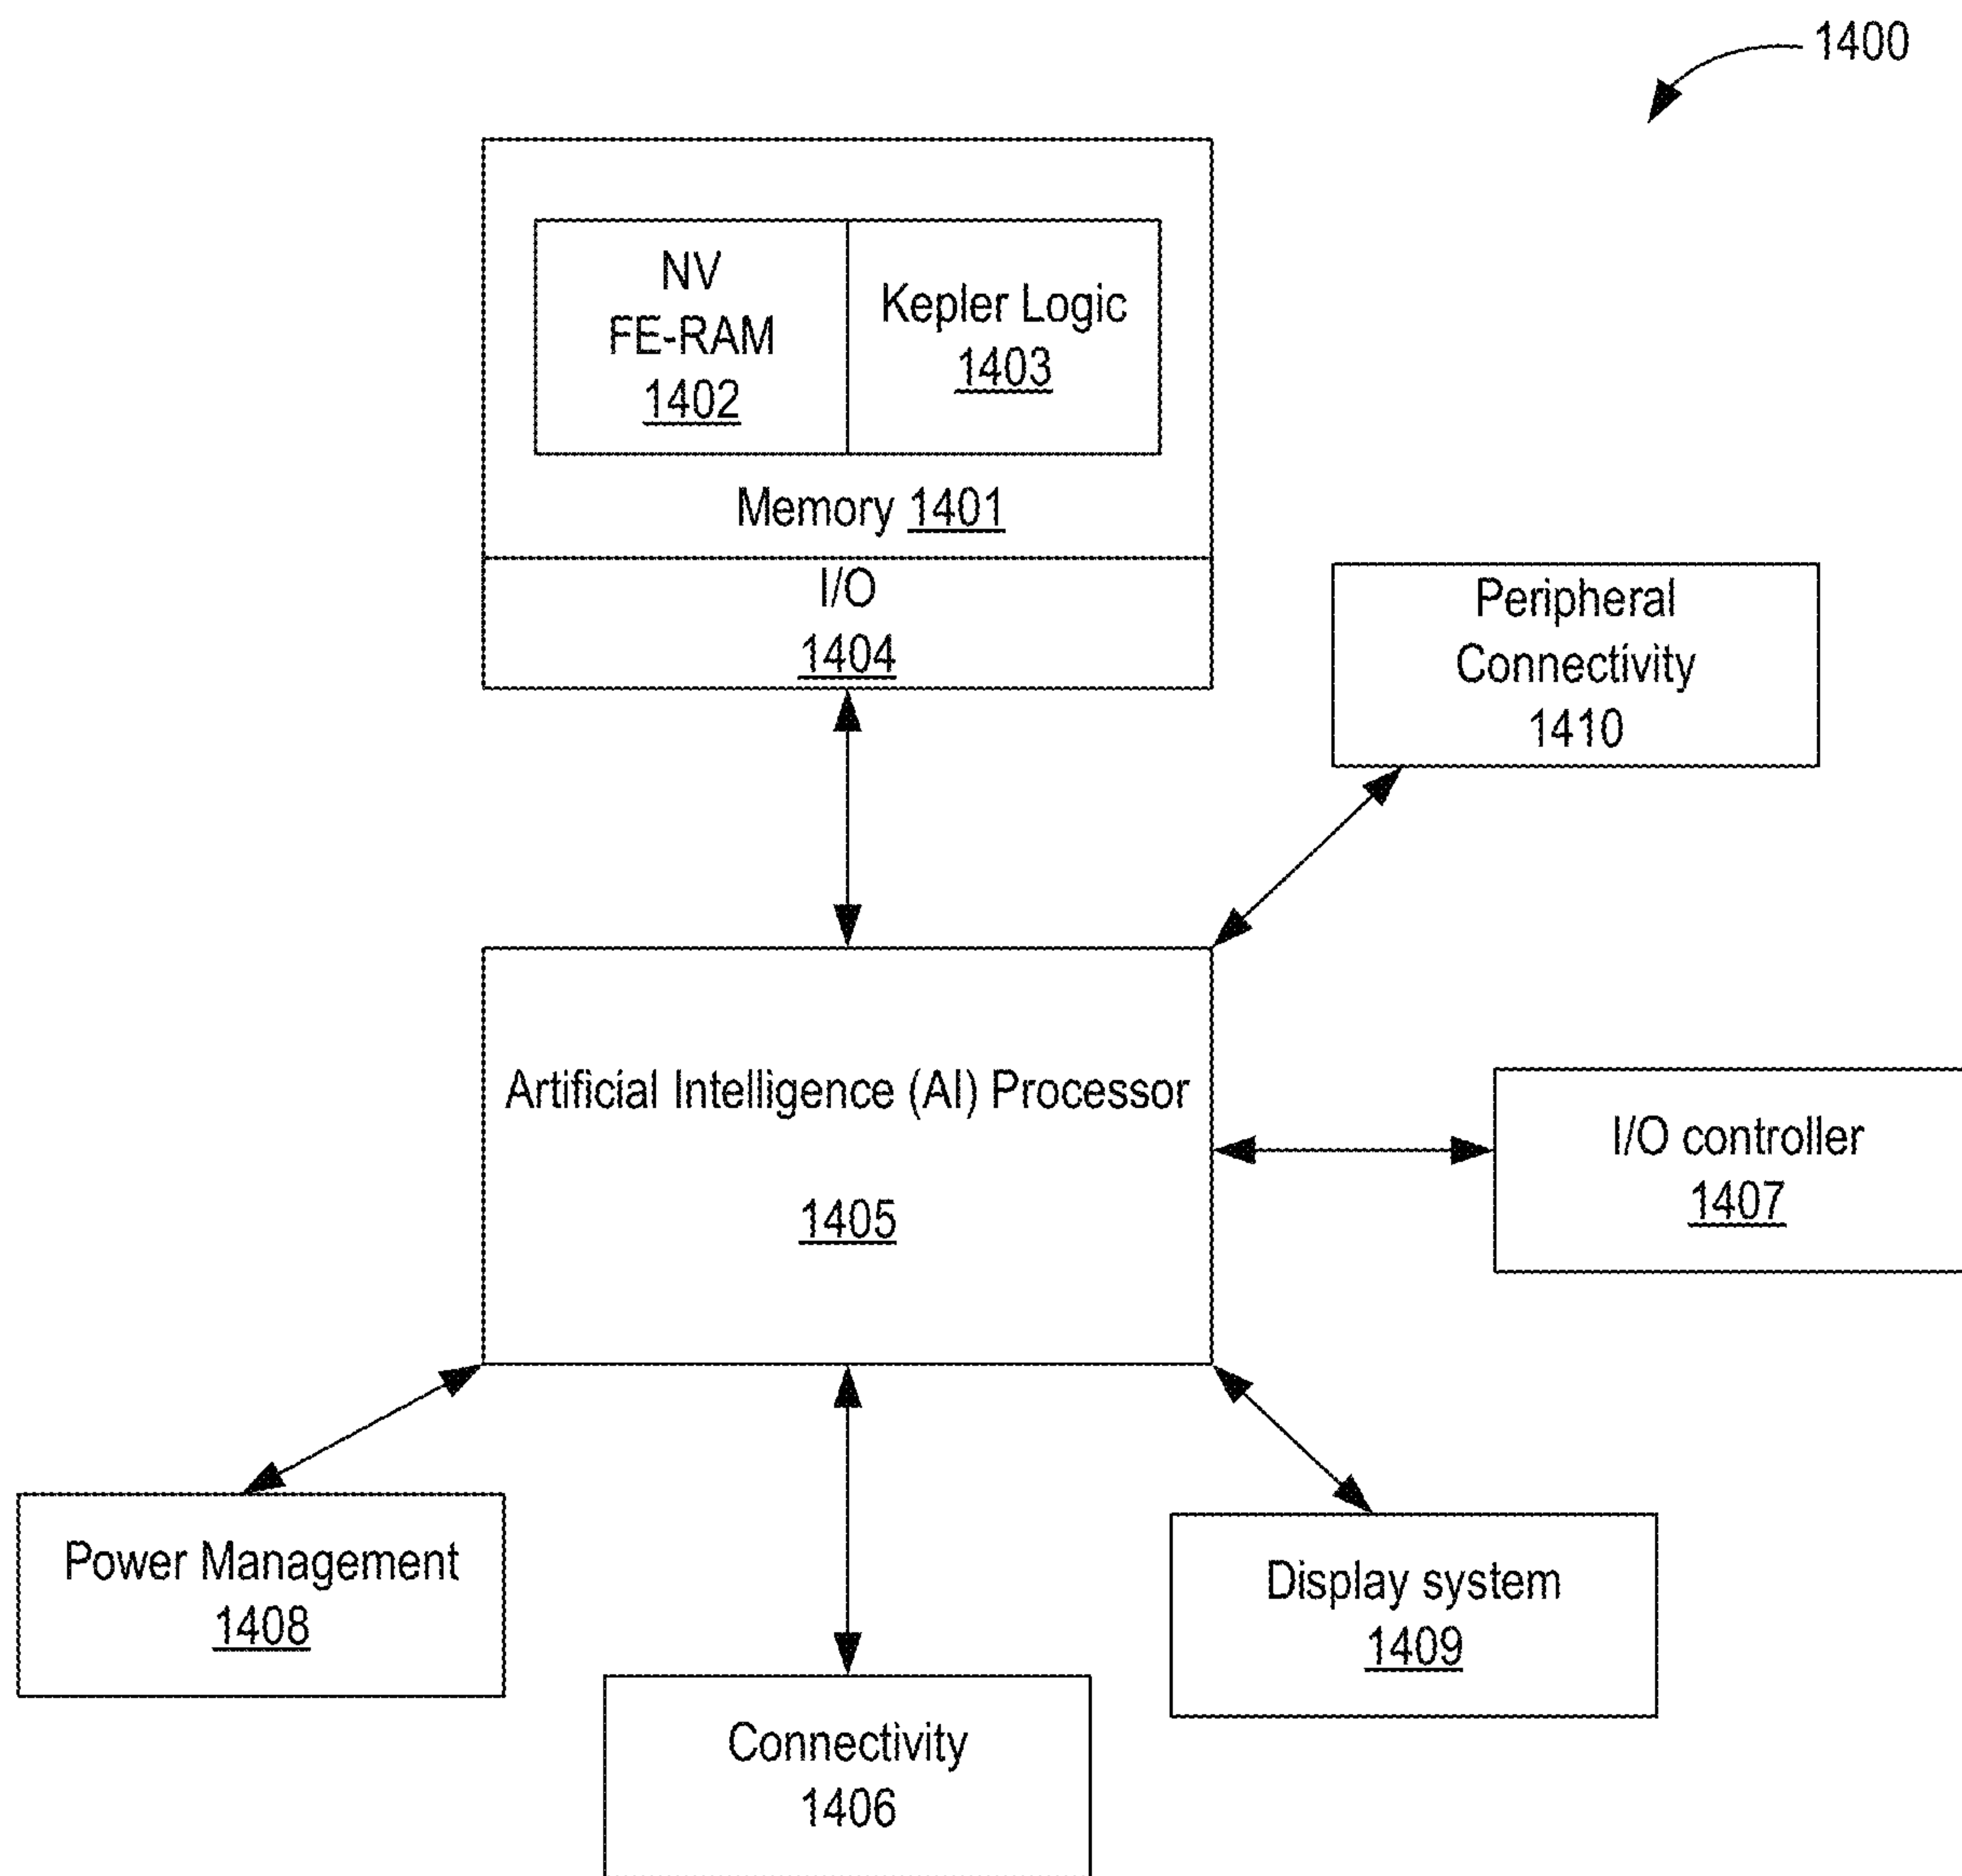 1400
NV
FE-RAM
1402
Kepler Logic
1403
Memory 1401
I/O
1404
Peripheral
Connectivity
1410
Artificial Intelligence (AI) Processor
1405
I/O controller
1407
Power Management
1408
Display system
1409
Connectivity
1406